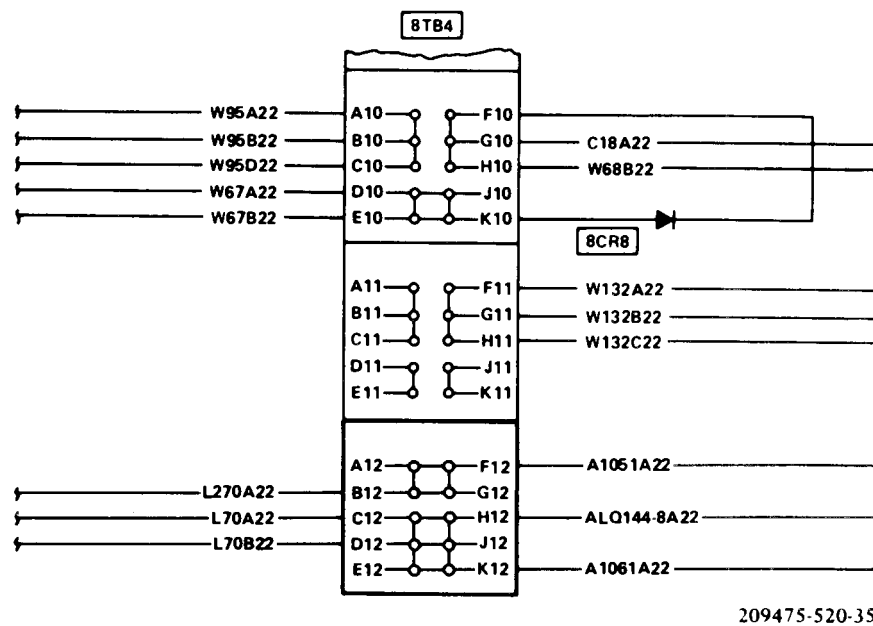 8TB4
W95A22 A10 F10
W95B22 B10 G10 C18A22
W95D22 C10 H10 W68B22
W67A22 D10 J10
W67B22 E10 K10
8CR8
A11 F11 W132A22
B11 G11 W132B22
C11 H11 W132C22
D11 J11
E11 K11
A12 F12 A1051A22
L270A22 B12 G12
L70A22 C12 H12 ALQ144-8A22
L70B22 D12 J12
E12 K12 A1061A22
209475-520-35